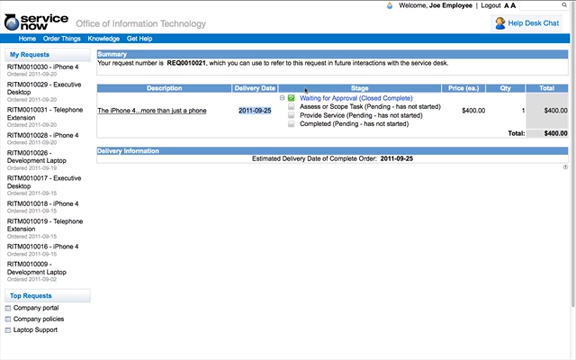 Welcome, Joe Employee | Logout A A
service now
Office of Information Technology
Help Desk Chat
Home Order Things Knowledge Get Help
My Requests
RITM0010030 - iPhone 4
Ordered 2011-09-20
RITM0010029 - Executive
Desktop
Ordered 2011-09-20
RITM0010031 - Telephone
Extension
Ordered 2011-09-20
RITM0010028 - iPhone 4
Ordered 2011-09-20
RITM0010026 -
Development Laptop
Ordered 2011-09-19
RITM0010017 - Executive
Desktop
Ordered 2011-09-15
RITM0010019 - Telephone
Extension
Ordered 2011-09-15
RITM0010016 - iPhone 4
Ordered 2011-09-15
RITM0010009 -
Development Laptop
Ordered 2011-09-02
Top Requests
Company portal
Company policies
Laptop Support
Summary
Your request number is REQ0010021, which you can use to refer to this request in future interactions with the service desk.
Description Delivery Date Stage Price (ea.) Qty Total
The iPhone 4...more than just a phone 2011-09-25 Waiting for Approval (Closed Complete) $400.00 1 $400.00
Assess or Scope Task (Pending - has not started)
Provide Service (Pending - has not started)
Completed (Pending - has not started)
Total: $400.00
Delivery Information
Estimated Delivery Date of Complete Order: 2011-09-25